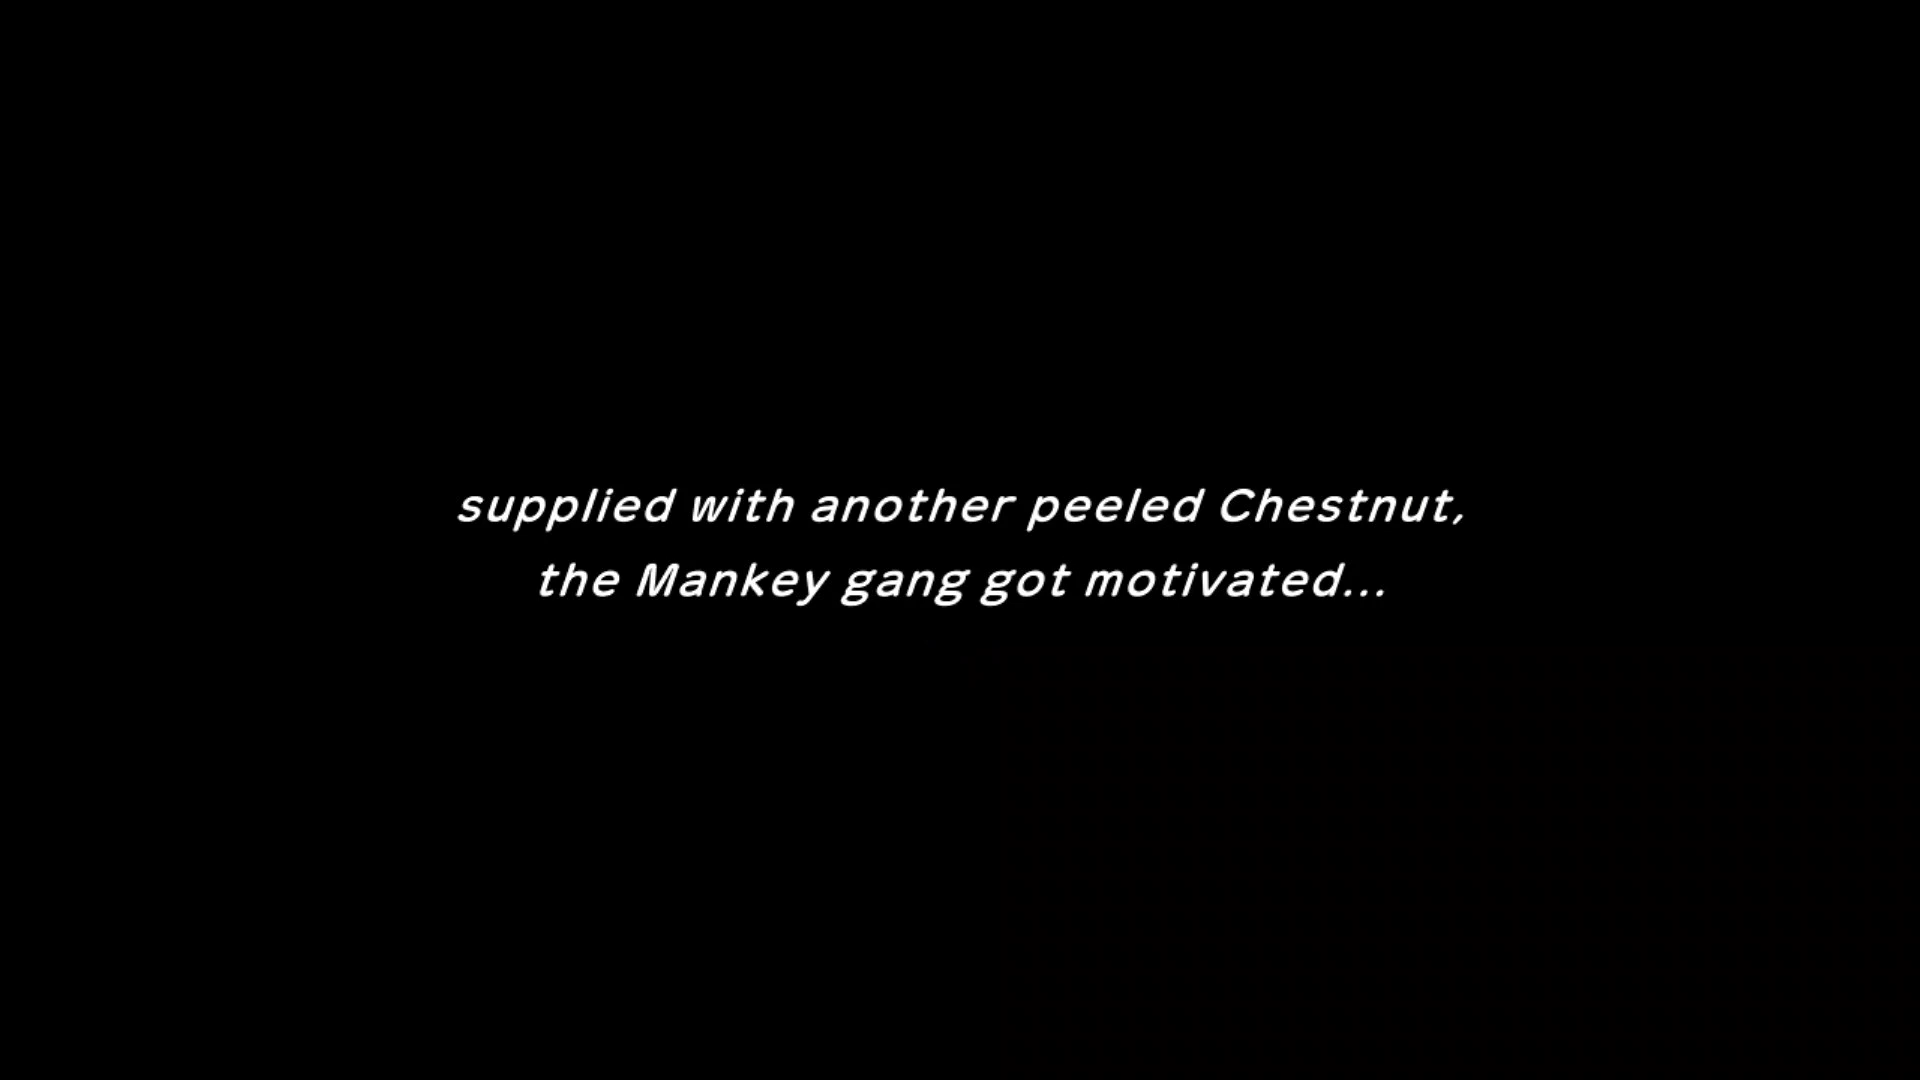 supplied with another peeled Chestnut,
the Mankey gang got motivated...